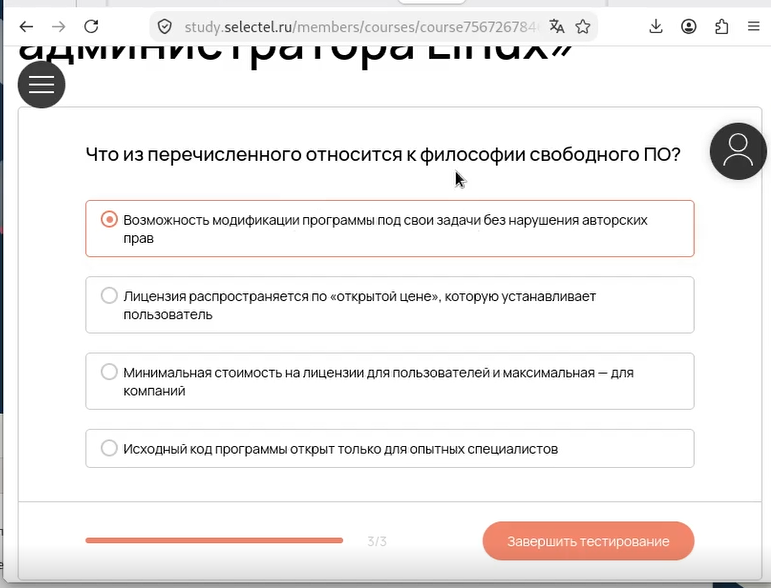 study.selectel.ru/members/courses/course756726784
администратора Linux»
Что из перечисленного относится к философии свободного ПО?
Возможность модификации программы под свои задачи без нарушения авторских
прав
Лицензия распространяется по «открытой цене», которую устанавливает
пользователь
Минимальная стоимость на лицензии для пользователей и максимальная — для
компаний
Исходный код программы открыт только для опытных специалистов
3/3
Завершить тестирование